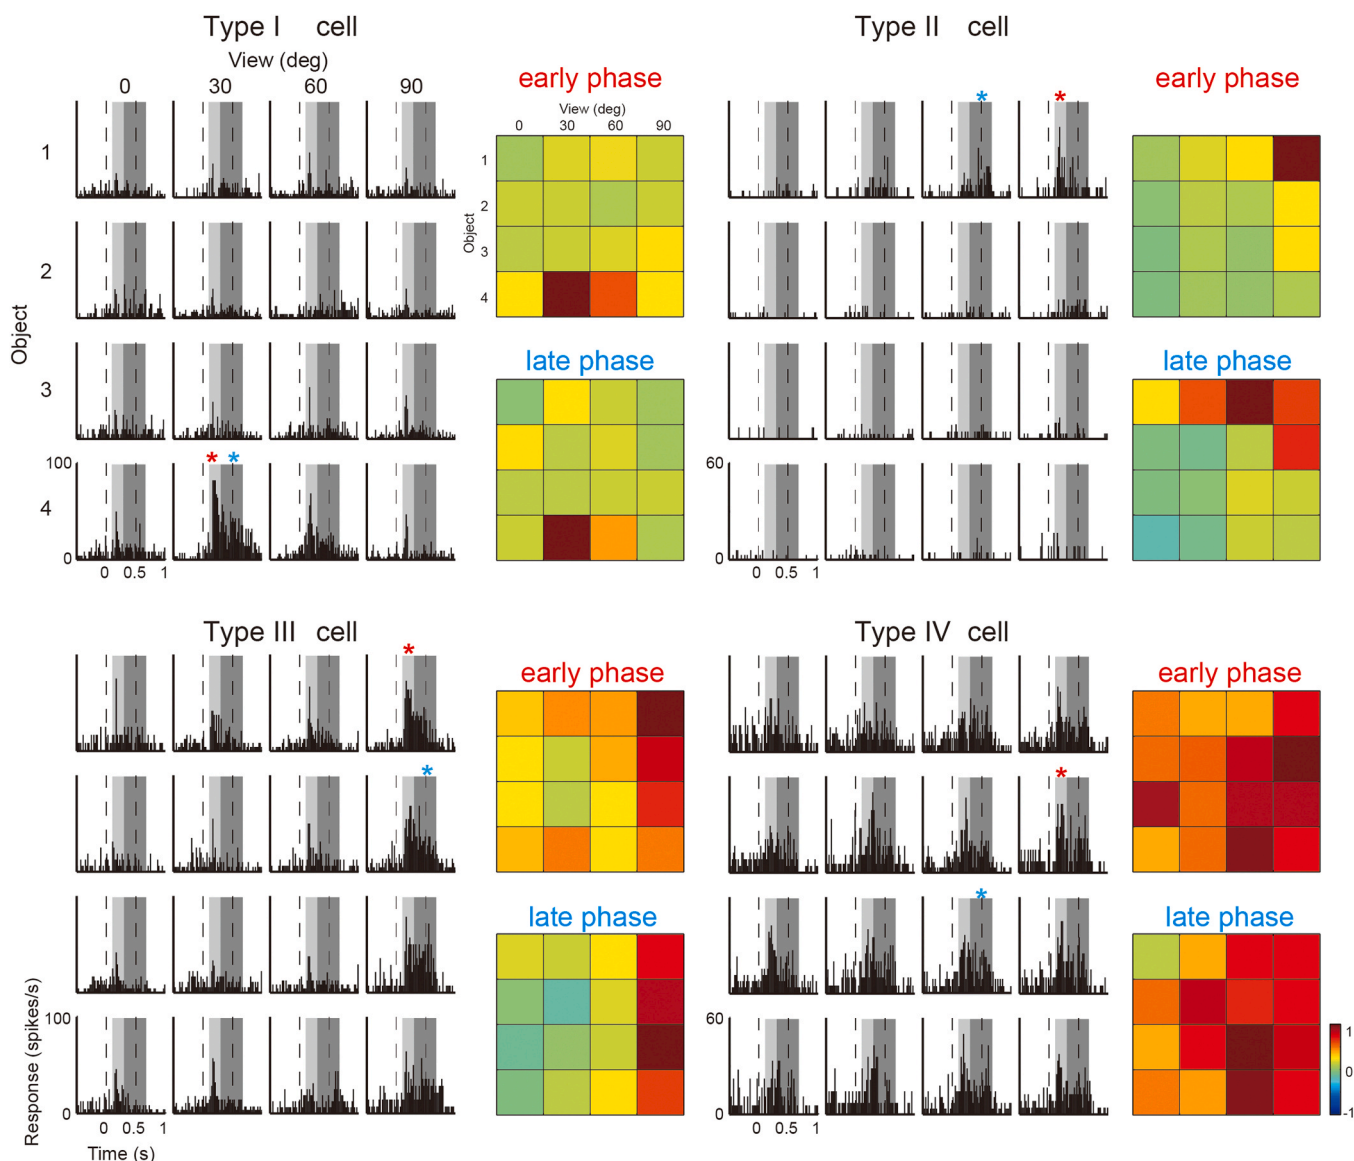 Type I cell
View (deg)
0 30 60 90
early phase
View (deg)
0 30 60 90
Object
1
2
3
4
late phase
Object
1
2
3
4
100
0
0 0.5 1
Type II cell
*
*
early phase
late phase
60
0
0 0.5 1
* *
Type III cell
*
*
early phase
late phase
Response (spikes/s)
100
0
0 0.5 1
Time (s)
Type IV cell
*
*
early phase
late phase
60
0
0 0.5 1
1
0
-1